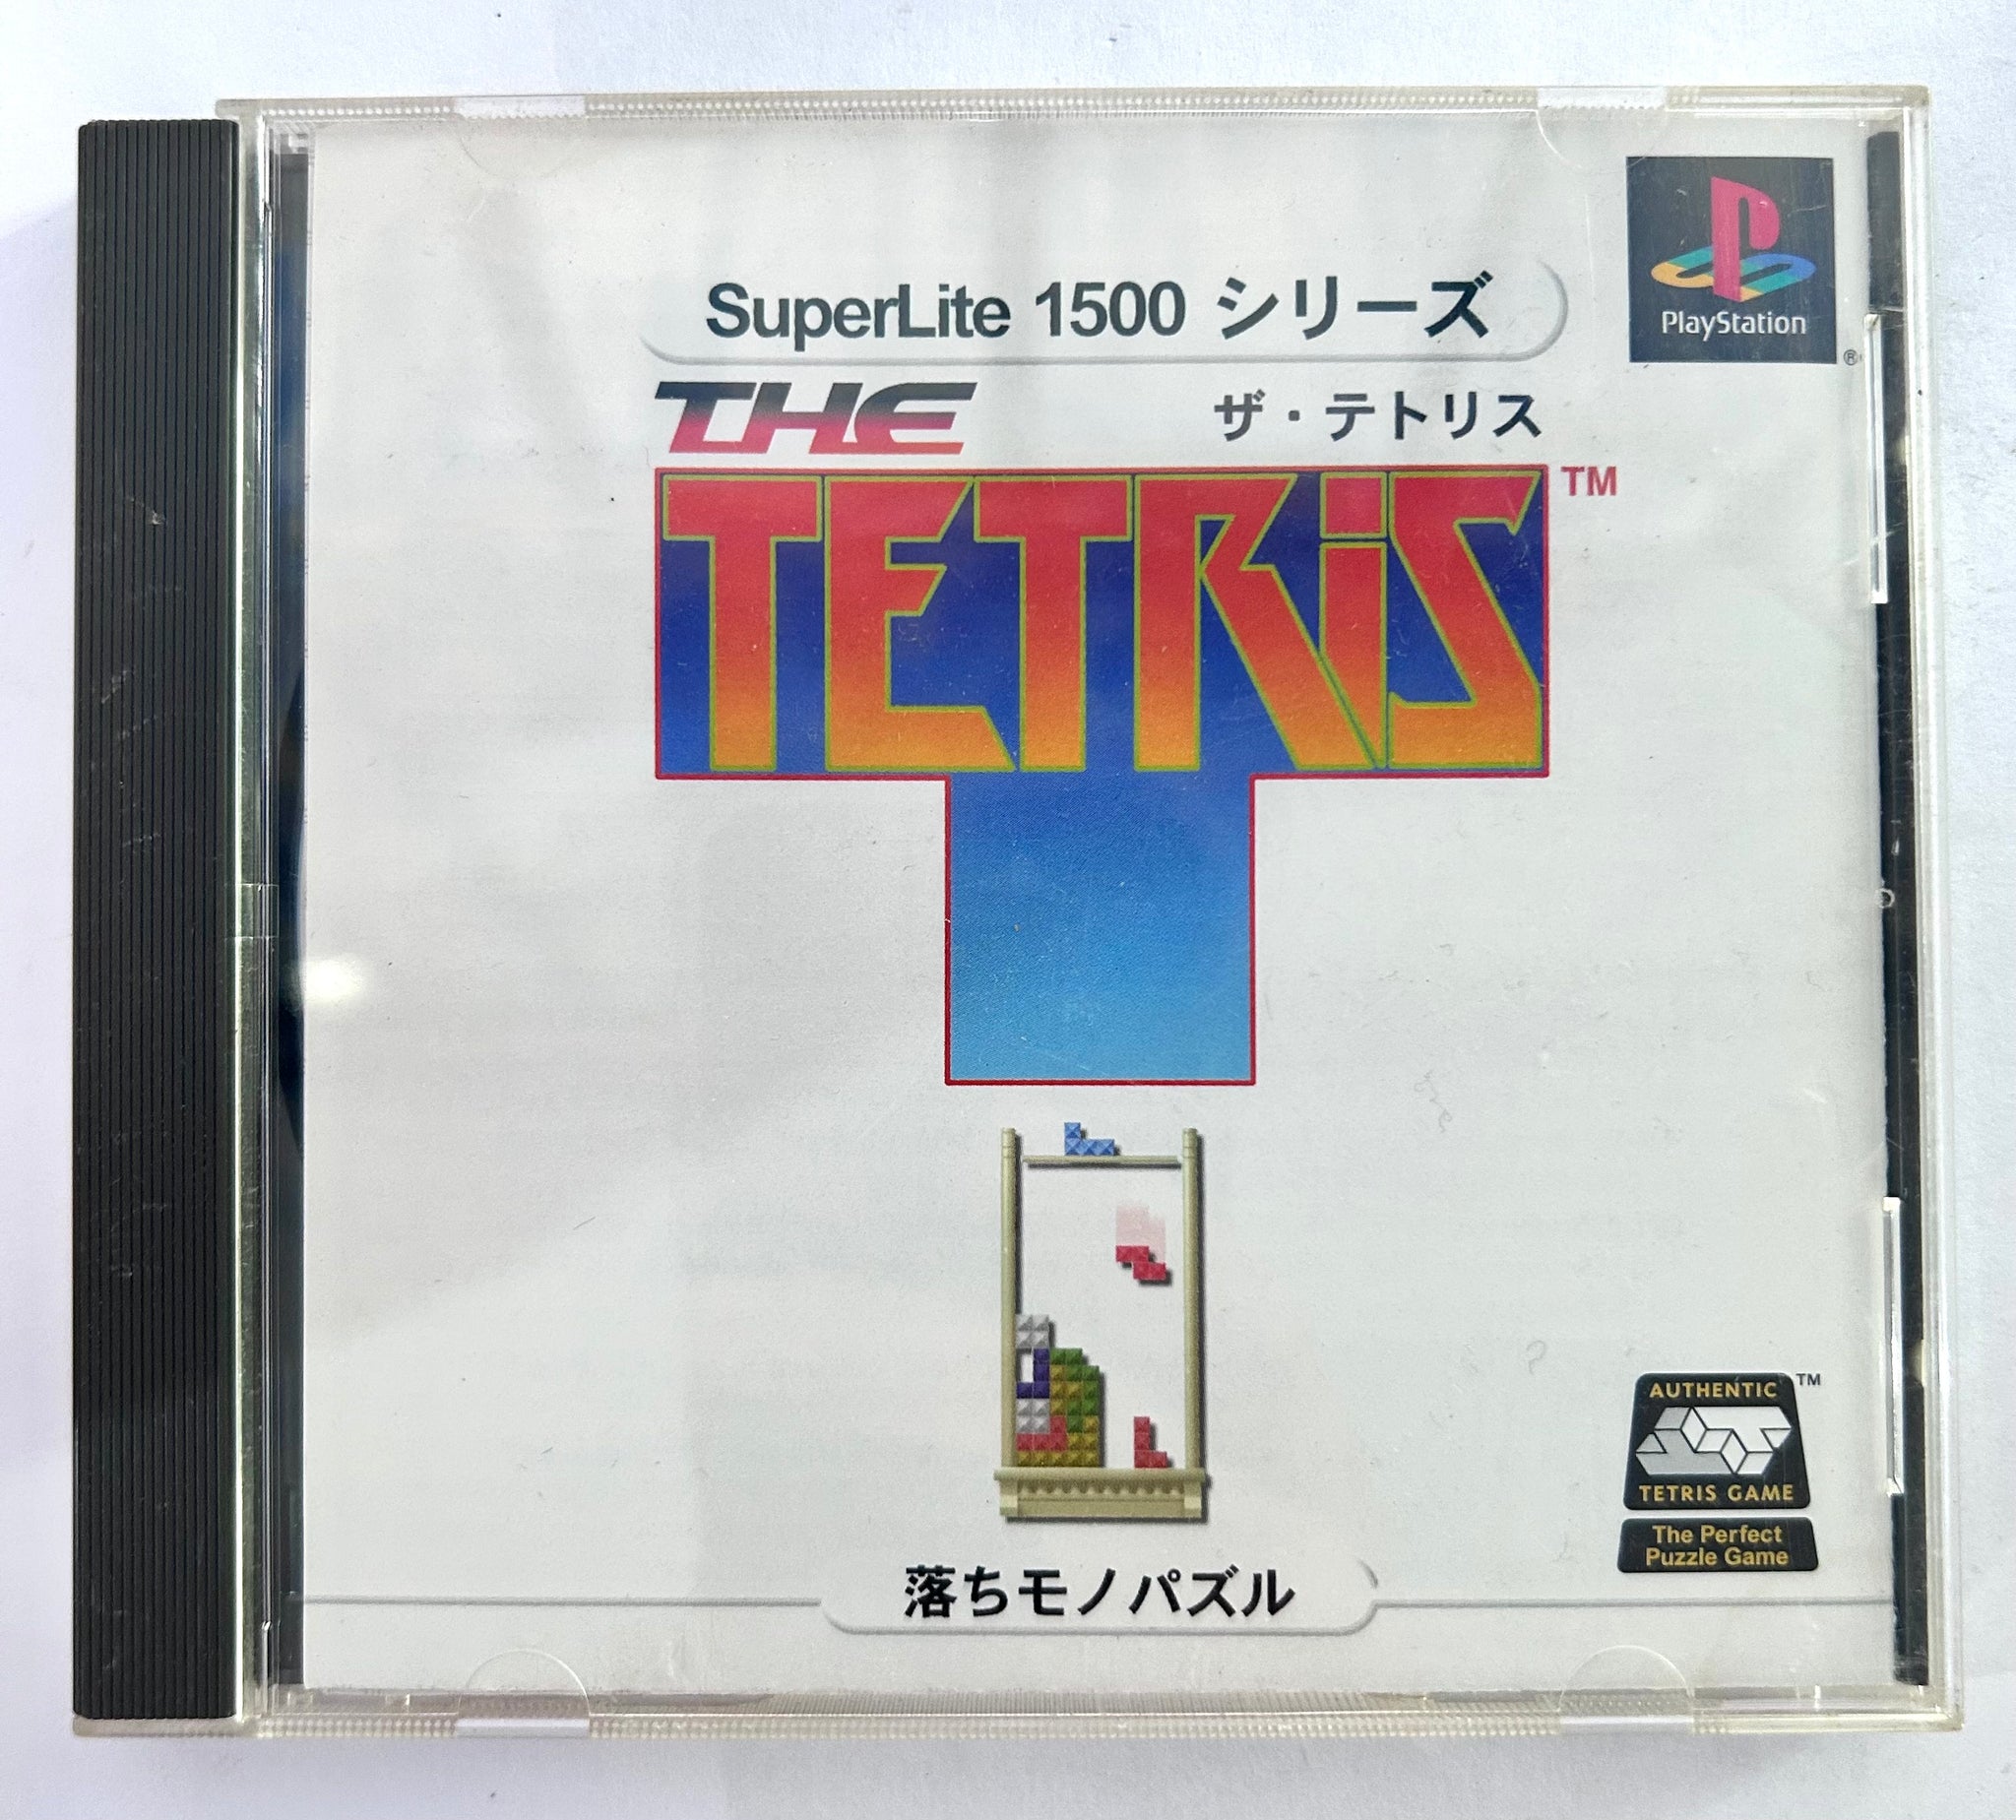 SuperLite 1500 シリーズ
PlayStation
®
THE
ザ・テトリス
TETRiS
TM
AUTHENTIC
TM
TETRIS GAME
The Perfect
Puzzle Game
落ちモノパズル